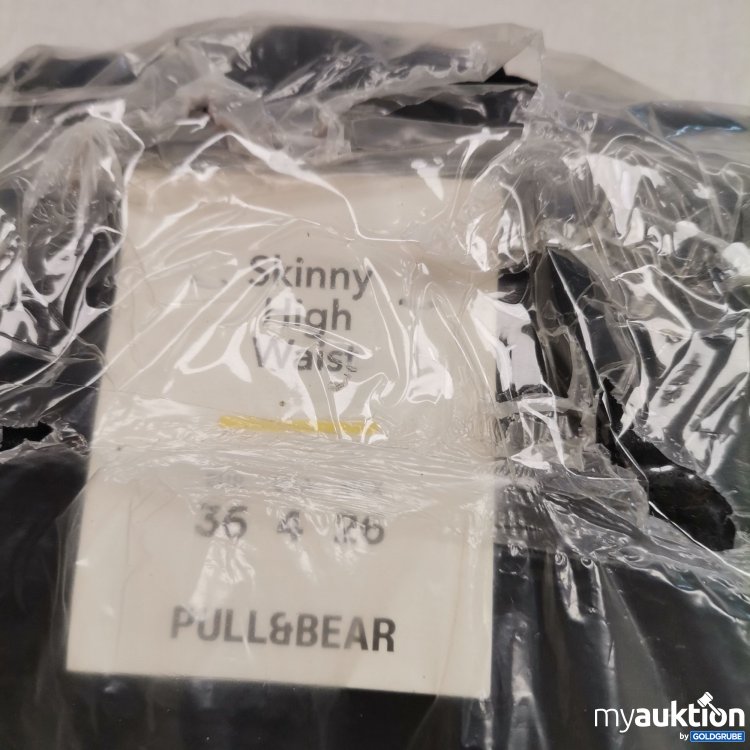 Skinny
High
Waist
36 4 26
PULL&BEAR
myauktion
by GOLDGRUBE